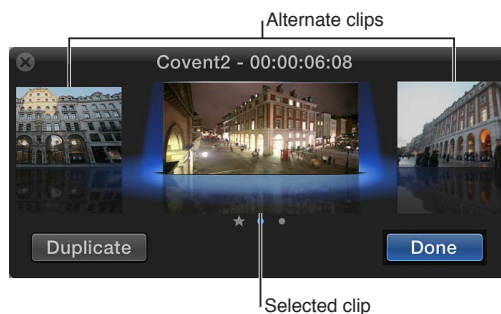 Alternate clips
Covent2 - 00:00:06:08
Duplicate
Done
Selected clip